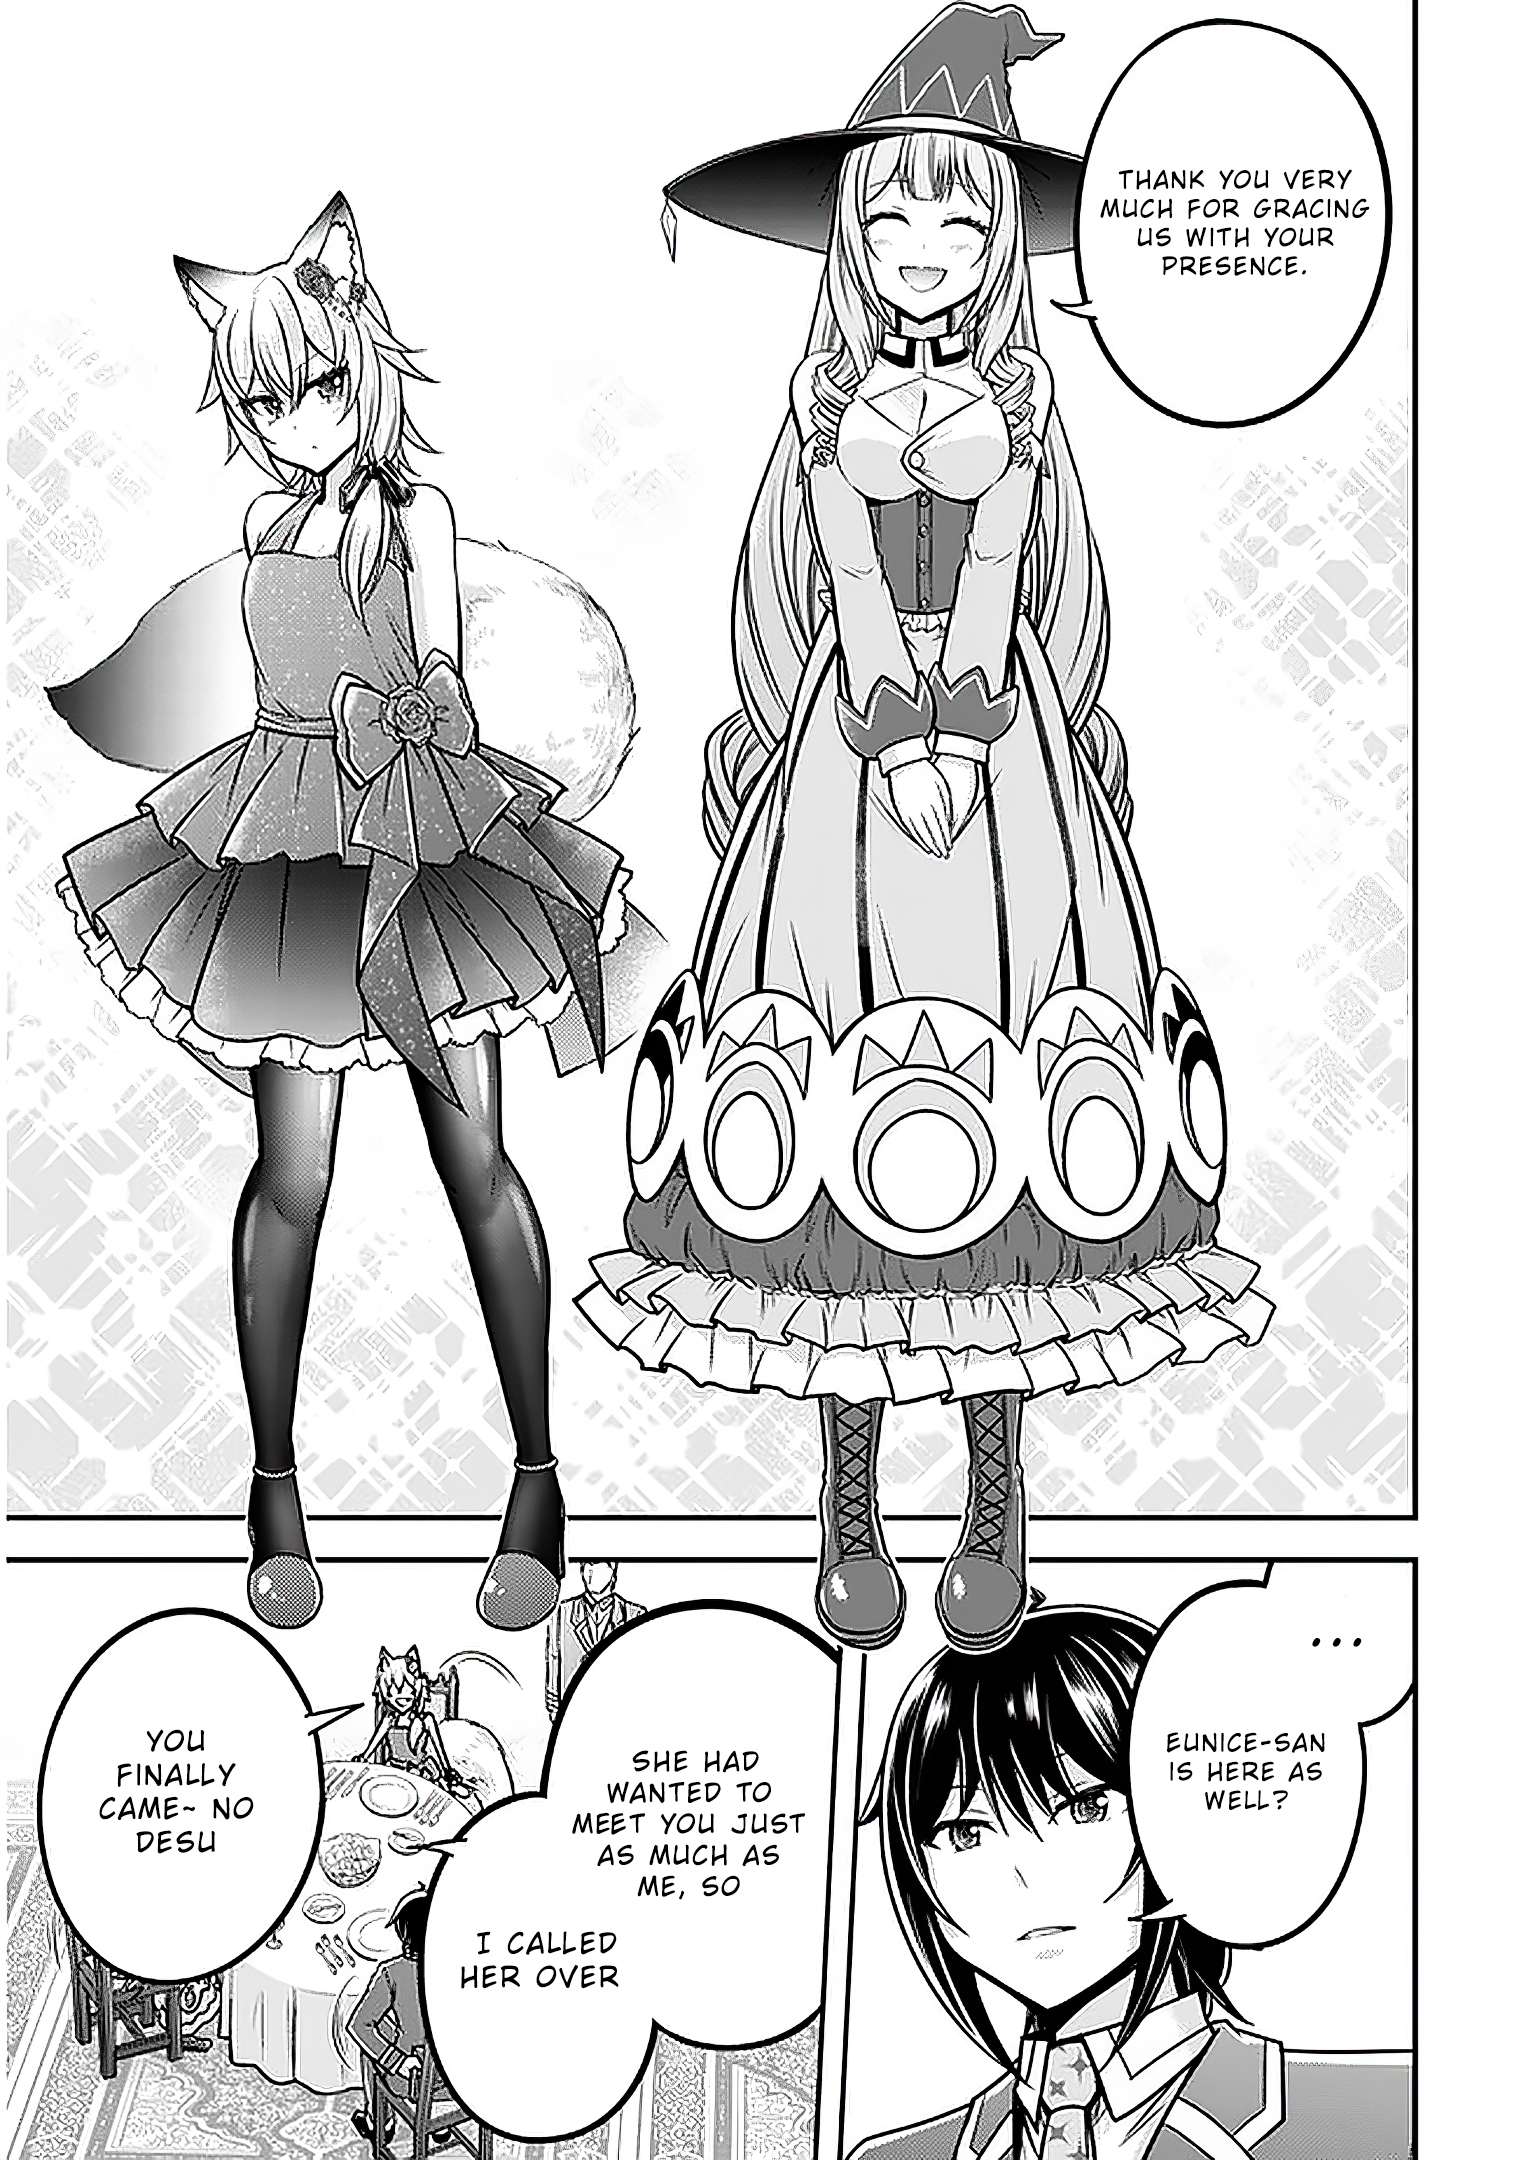 THANK YOU VERY
MUCH FOR GRACING
US WITH YOUR
PRESENCE.
...
EUNICE-SAN
IS HERE AS
WELL?
SHE HAD
WANTED TO
MEET YOU JUST
AS MUCH AS
ME, SO
I CALLED
HER OVER
YOU
FINALLY
CAME~ NO
DESU